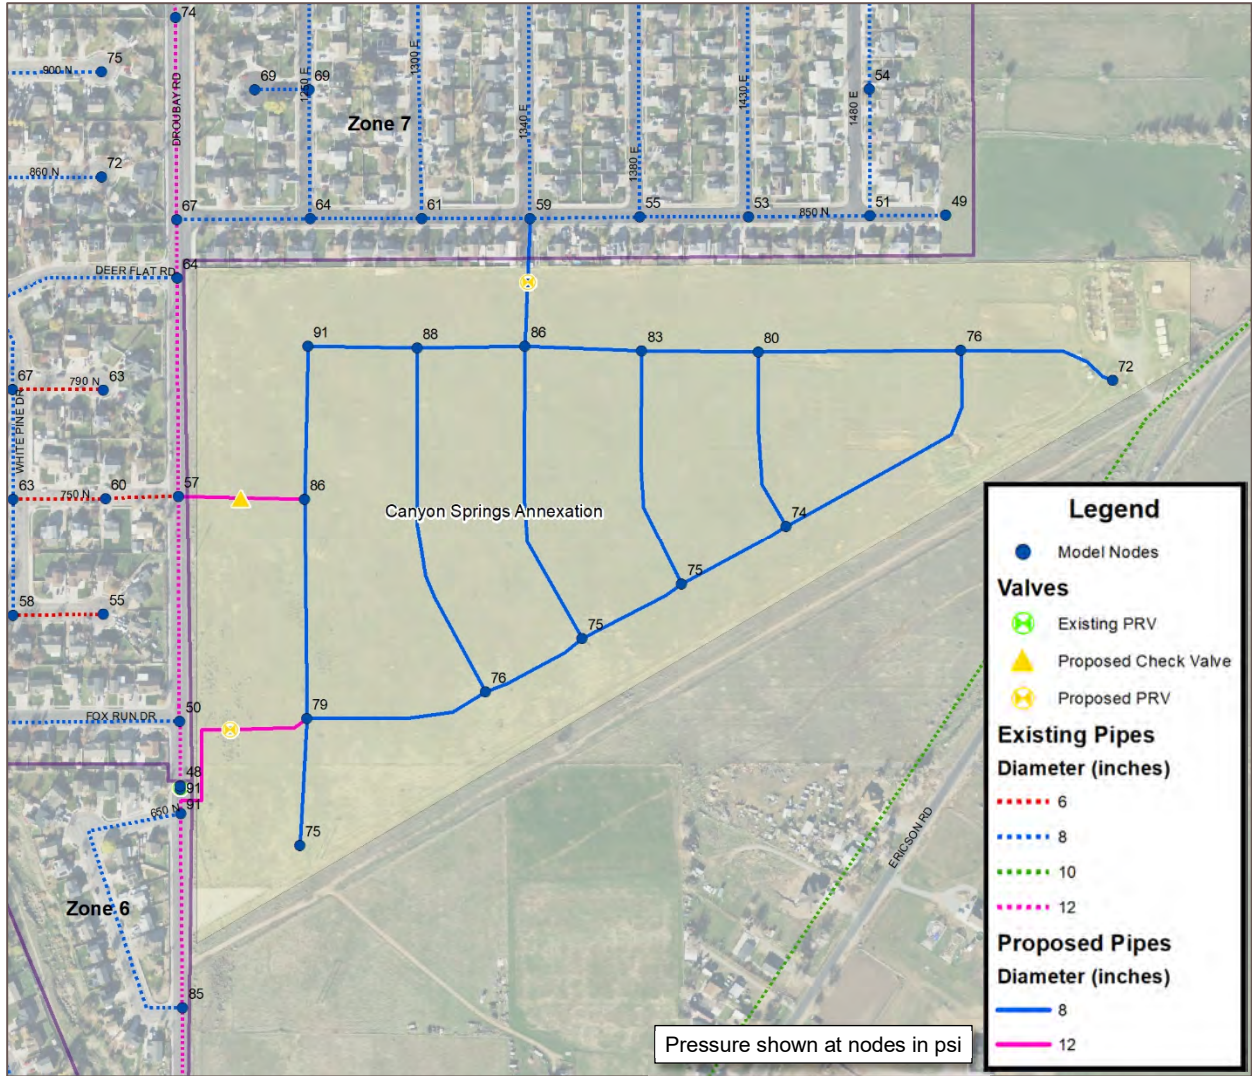 74
75
900 N
DROUBAY RD
69
69
1250 E
1300 E
Zone 7
1340 E
1380 E
1430 E
54
1480 E
72
860 N
67
64
61
59
55
53
850 N
51
49
DEER FLAT RD
64
91
88
86
83
80
76
72
67
790 N
63
WHITE PINE DR
63
750 N
60
57
86
Canyon Springs Annexation
74
75
58
55
75
76
50
FOX RUN DR
79
48
91
91
650 N
75
Zone 6
85
ERICSON RD
Pressure shown at nodes in psi
Legend
Model Nodes
Valves
Existing PRV
Proposed Check Valve
Proposed PRV
Existing Pipes
Diameter (inches)
6
8
10
12
Proposed Pipes
Diameter (inches)
8
12